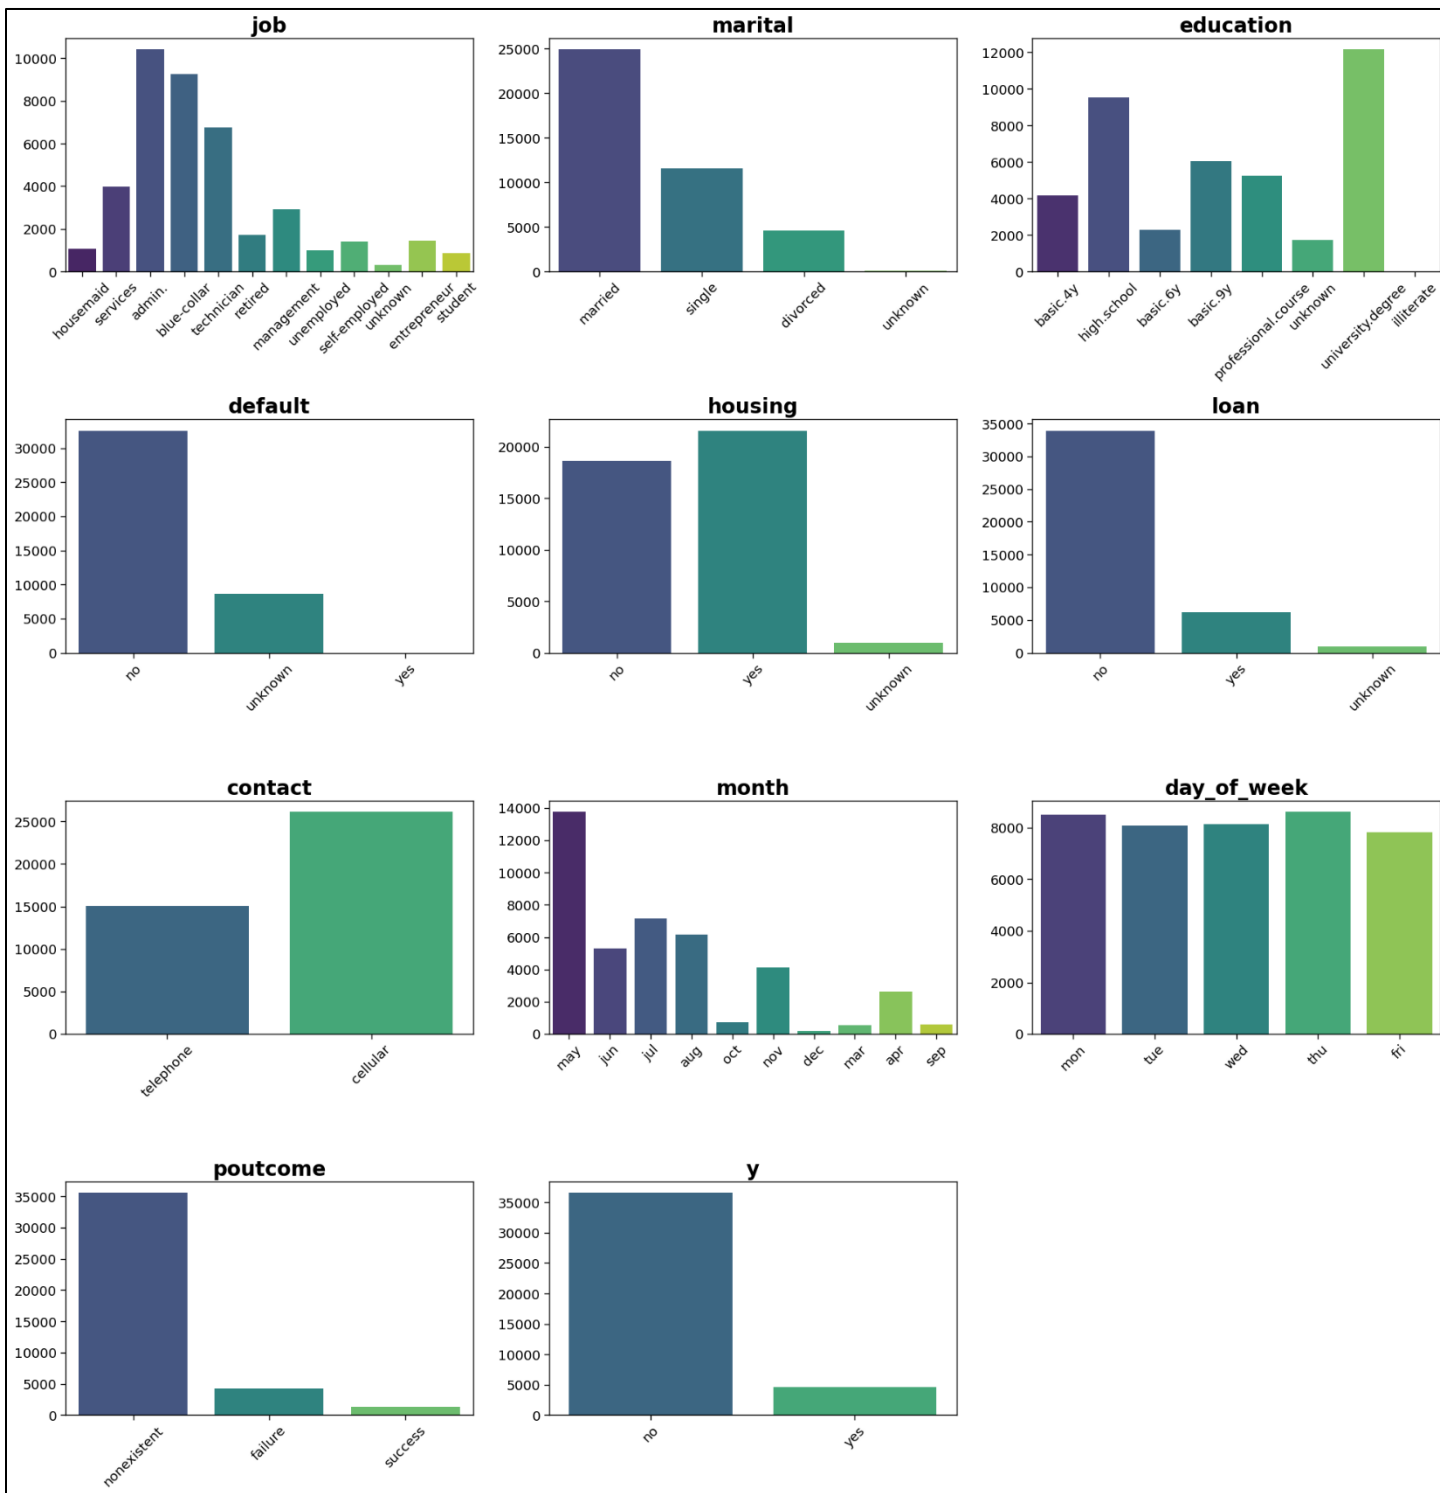 job
10000
8000
6000
4000
2000
0
housemaid
services
admin.
blue-collar
technician
retired
management
unemployed
self-employed
unknown
entrepreneur
student
marital
25000
20000
15000
10000
5000
0
married
single
divorced
unknown
education
12000
10000
8000
6000
4000
2000
0
basic.4y
high.school
basic.6y
basic.9y
professional.course
unknown
university.degree
illiterate
default
30000
25000
20000
15000
10000
5000
0
no
unknown
yes
housing
20000
15000
10000
5000
0
no
yes
unknown
loan
35000
30000
25000
20000
15000
10000
5000
0
no
yes
unknown
contact
25000
20000
15000
10000
5000
0
telephone
cellular
month
14000
12000
10000
8000
6000
4000
2000
0
may
jun
jul
aug
oct
nov
dec
mar
apr
sep
day_of_week
8000
6000
4000
2000
0
mon
tue
wed
thu
fri
poutcome
35000
30000
25000
20000
15000
10000
5000
0
nonexistent
failure
success
y
35000
30000
25000
20000
15000
10000
5000
0
no
yes